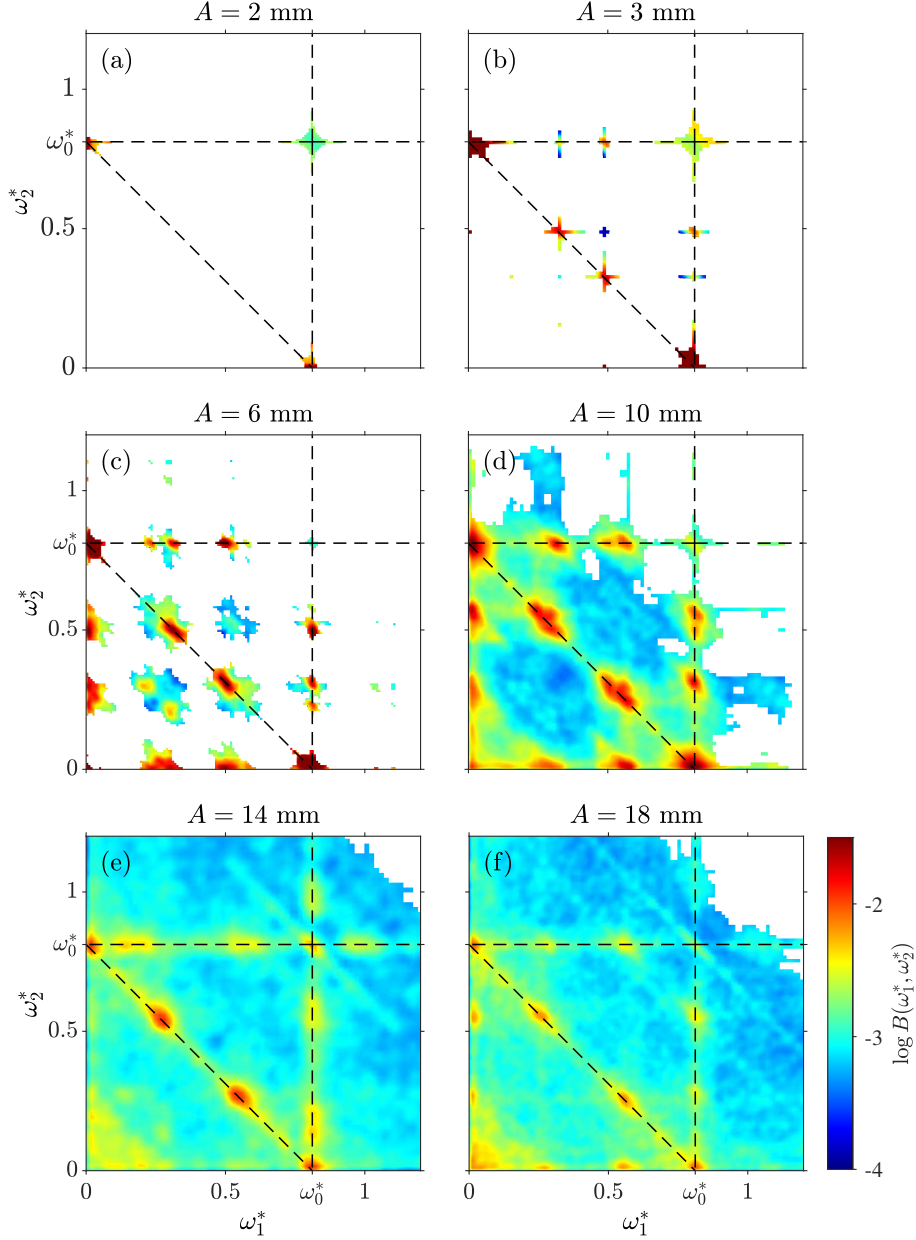 A = 2 mm
A = 3 mm
(a)
(b)
1
ω₀*
0.5
0
ω₂*
A = 6 mm
A = 10 mm
(c)
(d)
1
ω₀*
0.5
0
ω₂*
A = 14 mm
A = 18 mm
(e)
(f)
1
ω₀*
0.5
0
ω₂*
0
0.5
ω₀*
1
0
0.5
ω₀*
1
ω₁*
ω₁*
-2
-3
-4
log B(ω₁*, ω₂*)